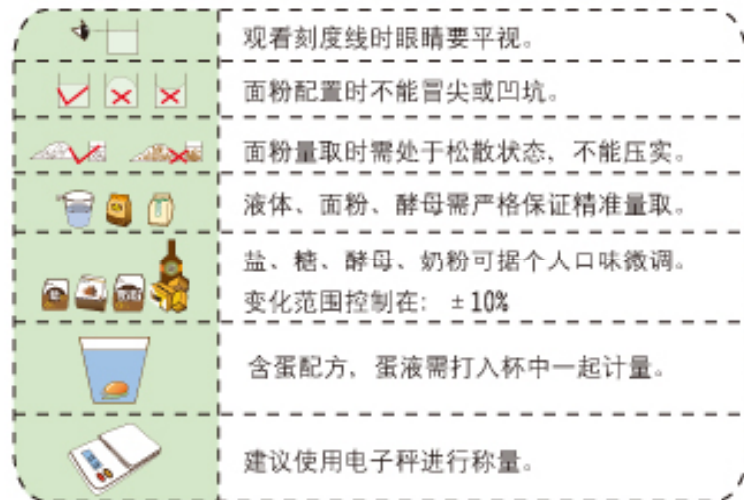 观看刻度线时眼睛要平视。
面粉配置时不能冒尖或凹坑。
面粉量取时需处于松散状态，不能压实。
液体、面粉、酵母需严格保证精准量取。
盐、糖、酵母、奶粉可据个人口味微调。
变化范围控制在：±10%
含蛋配方，蛋液需打入杯中一起计量。
建议使用电子秤进行称量。